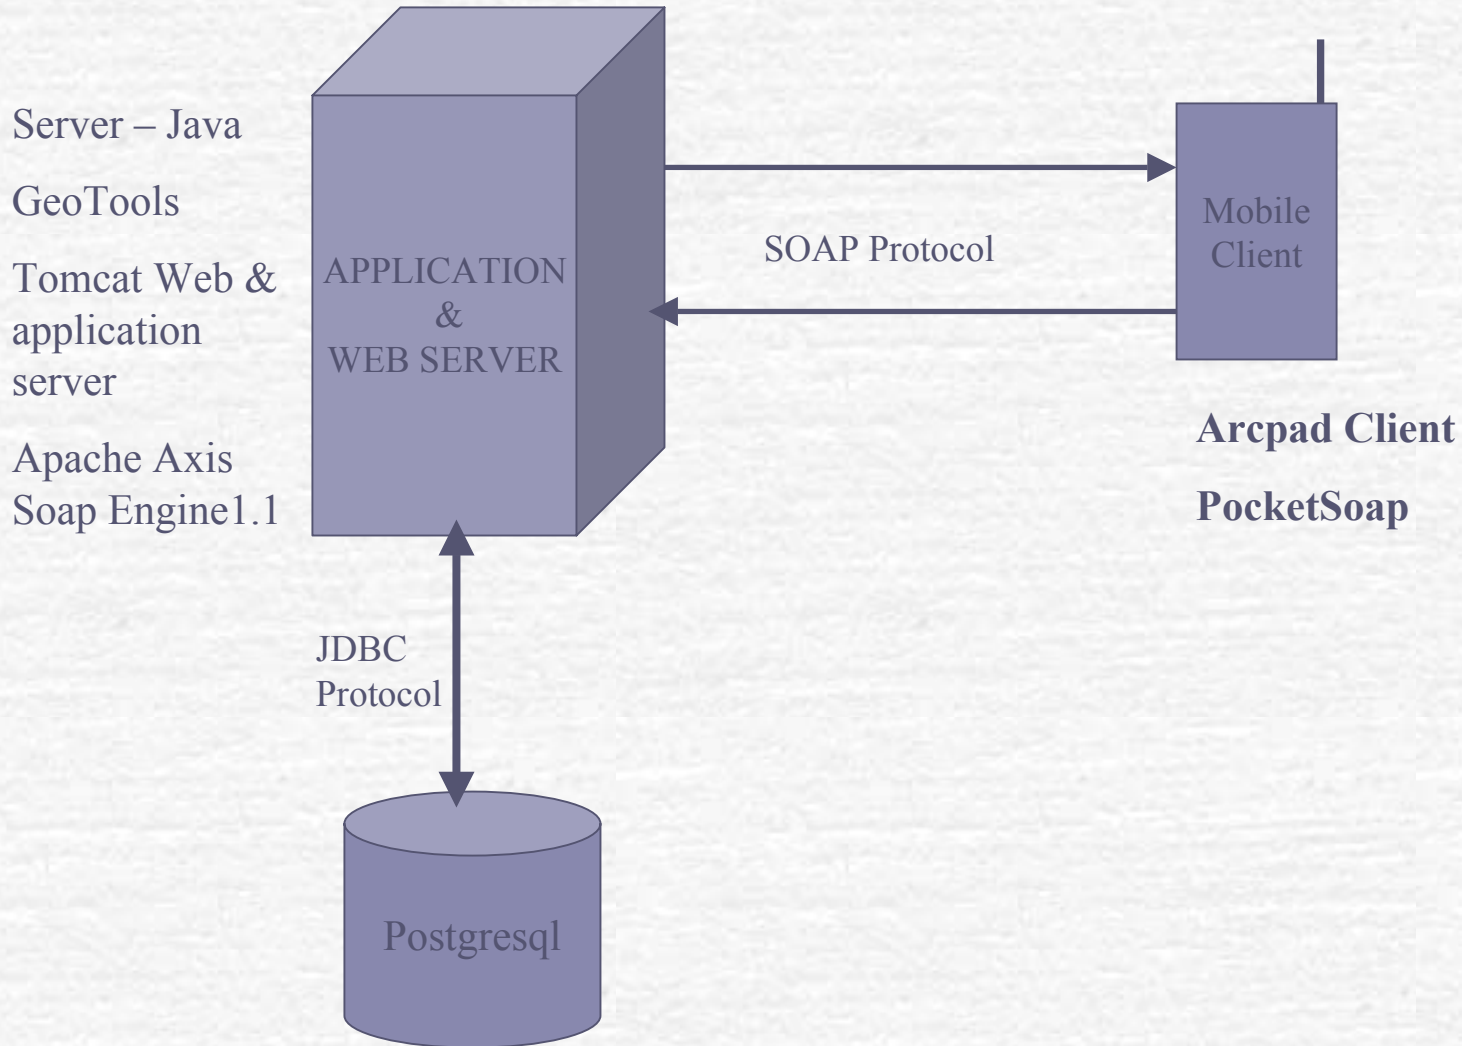 Server – Java
GeoTools
Tomcat Web &
application
server
Apache Axis
Soap Engine1.1
APPLICATION
&
WEB SERVER
SOAP Protocol
Mobile
Client
Arcpad Client
PocketSoap
JDBC
Protocol
Postgresql